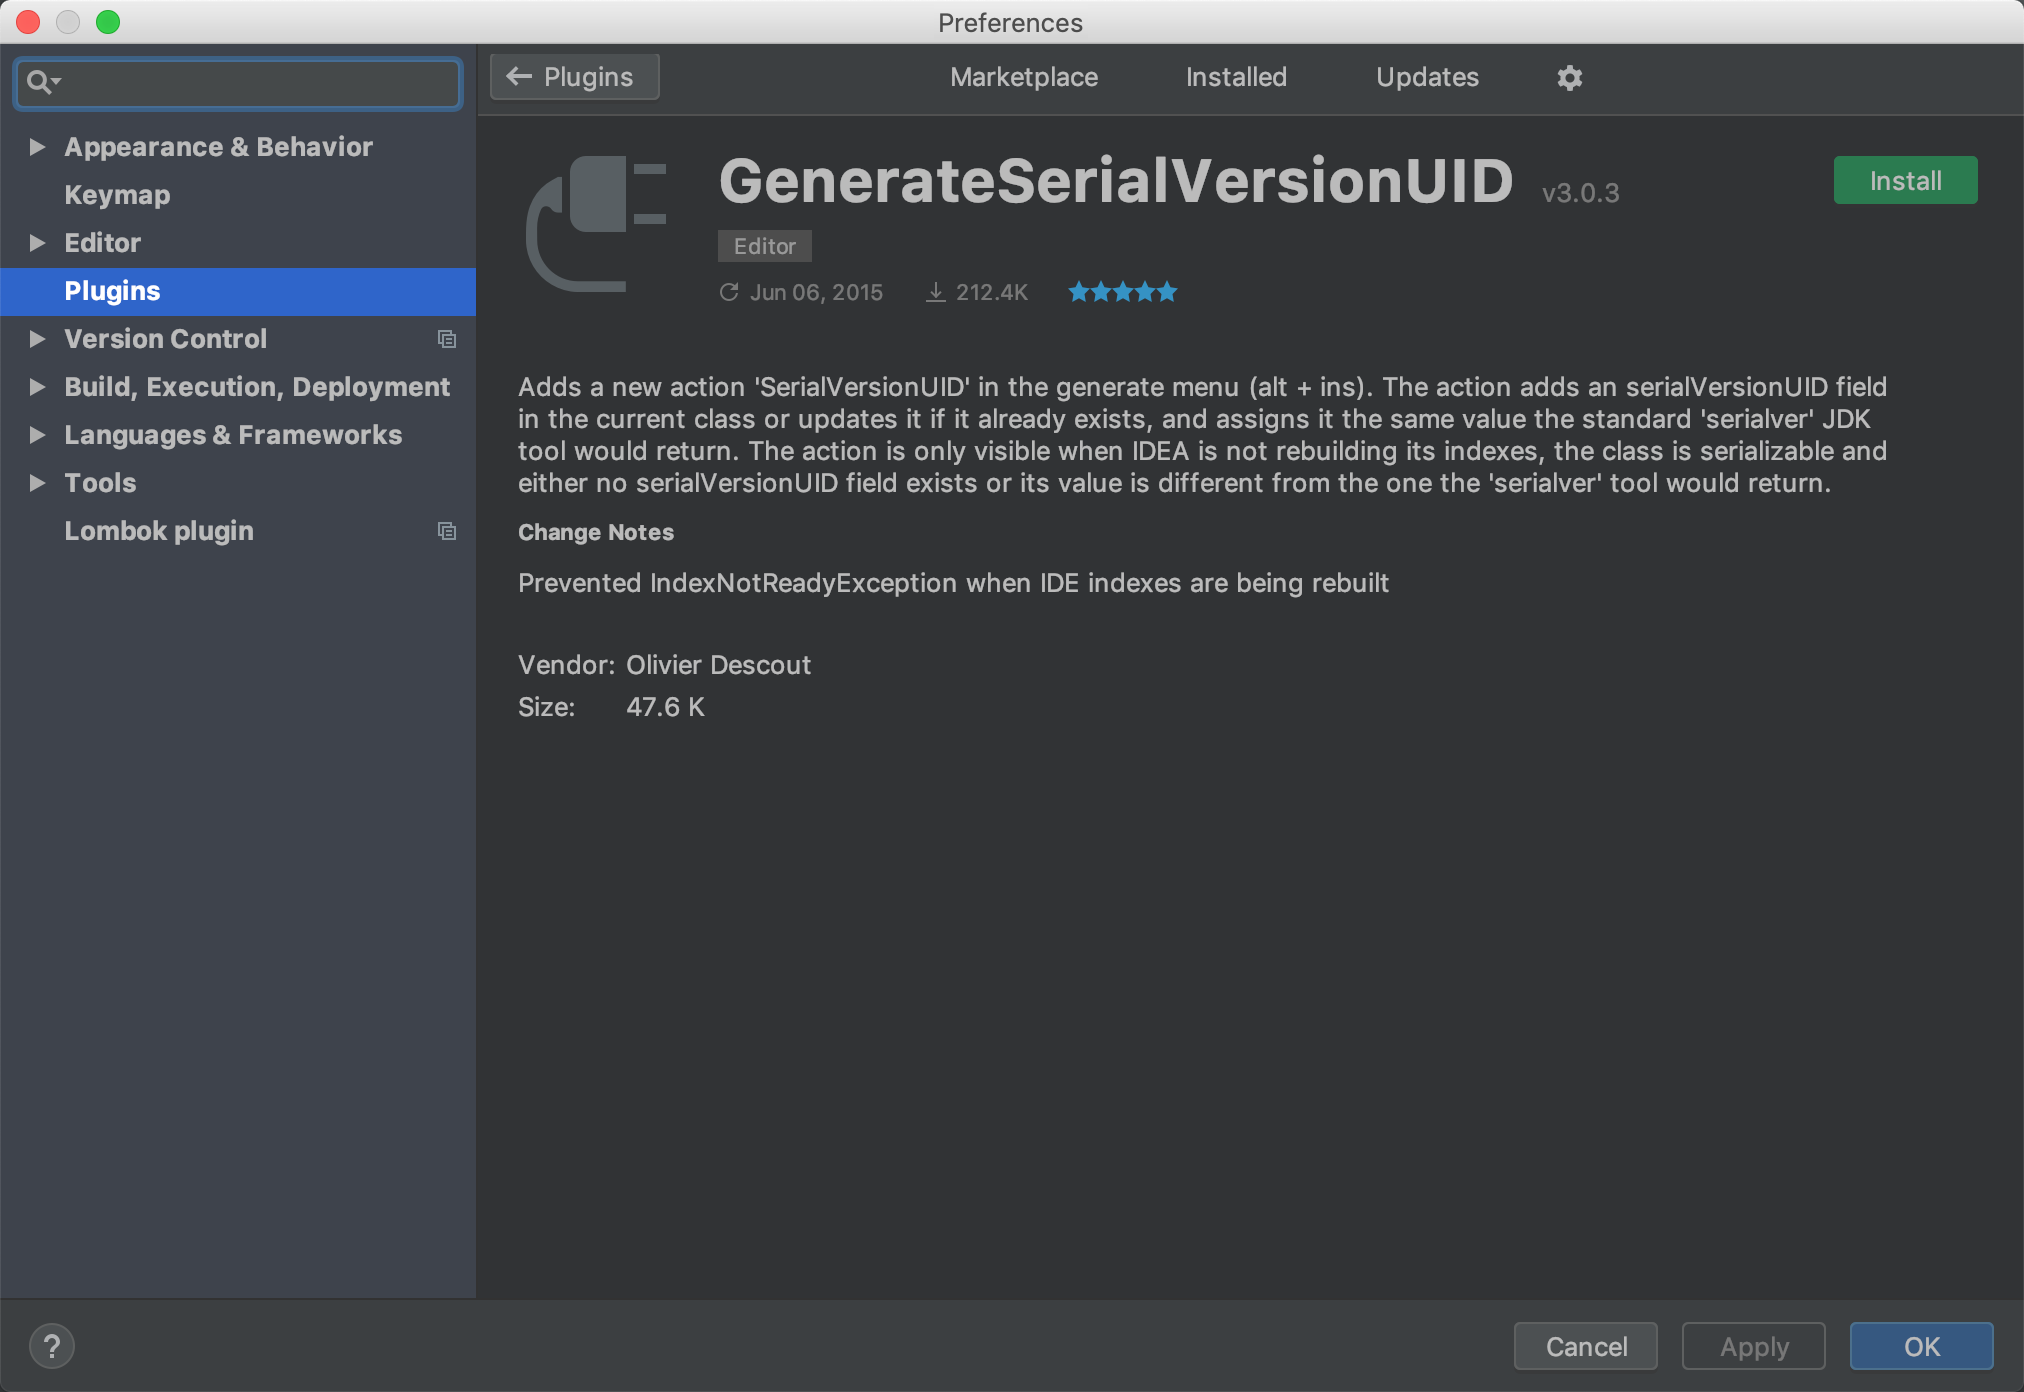 Preferences
Plugins
Marketplace
Installed
Updates
Appearance & Behavior
Keymap
Editor
Plugins
Version Control
Build, Execution, Deployment
Languages & Frameworks
Tools
Lombok plugin
GenerateSerialVersionUID v3.0.3
Install
Editor
Jun 06, 2015 212.4K
Adds a new action 'SerialVersionUID' in the generate menu (alt + ins). The action adds an serialVersionUID field
in the current class or updates it if it already exists, and assigns it the same value the standard 'serialver' JDK
tool would return. The action is only visible when IDEA is not rebuilding its indexes, the class is serializable and
either no serialVersionUID field exists or its value is different from the one the 'serialver' tool would return.
Change Notes
Prevented IndexNotReadyException when IDE indexes are being rebuilt
Vendor: Olivier Descout
Size: 47.6 K
?
Cancel
Apply
OK